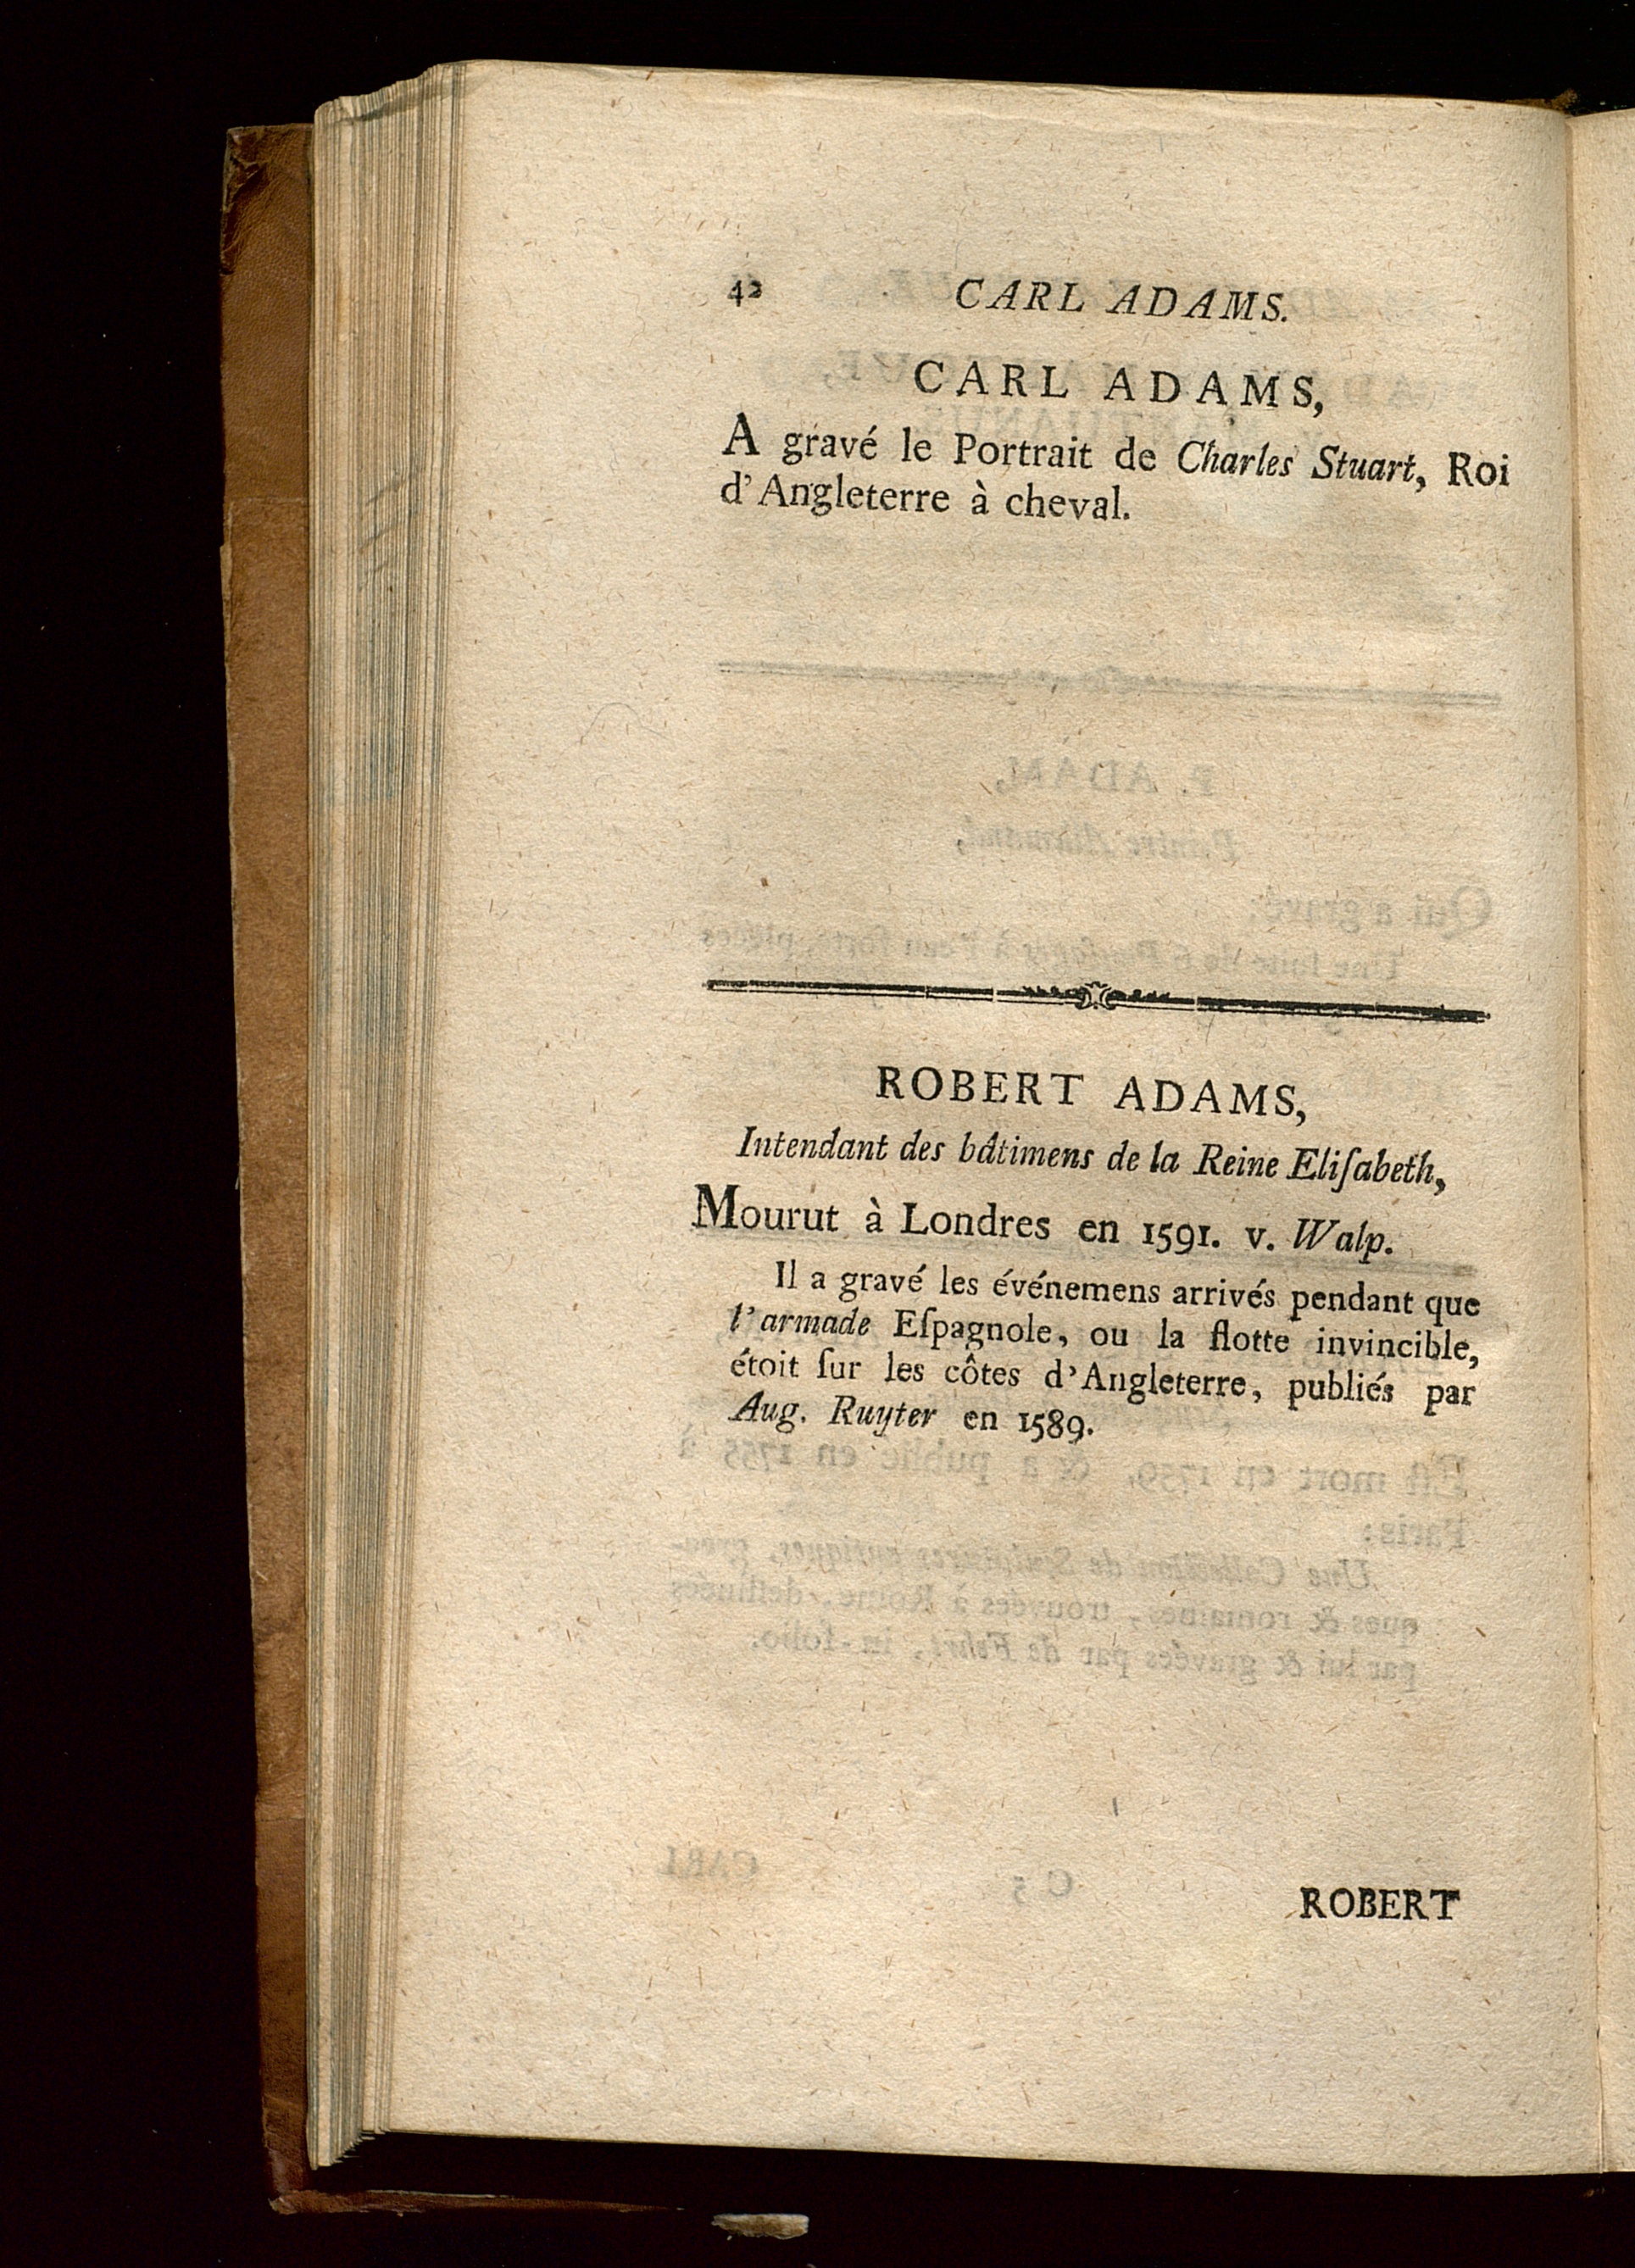 42 CARL ADAMS.
CARL ADAMS,
A gravé le Portrait de Charles Stuart, Roi
d'Angleterre à cheval.
ROBERT ADAMS,
Intendant des bâtimens de la Reine Eliſabeth,
Mourut à Londres en 1591. v. Walp.
Il a gravé les événemens arrivés pendant que
l'armade Eſpagnole, ou la flotte invincible,
étoit ſur les côtes d'Angleterre, publiés par
Aug. Ruyter en 1589.
ROBERT